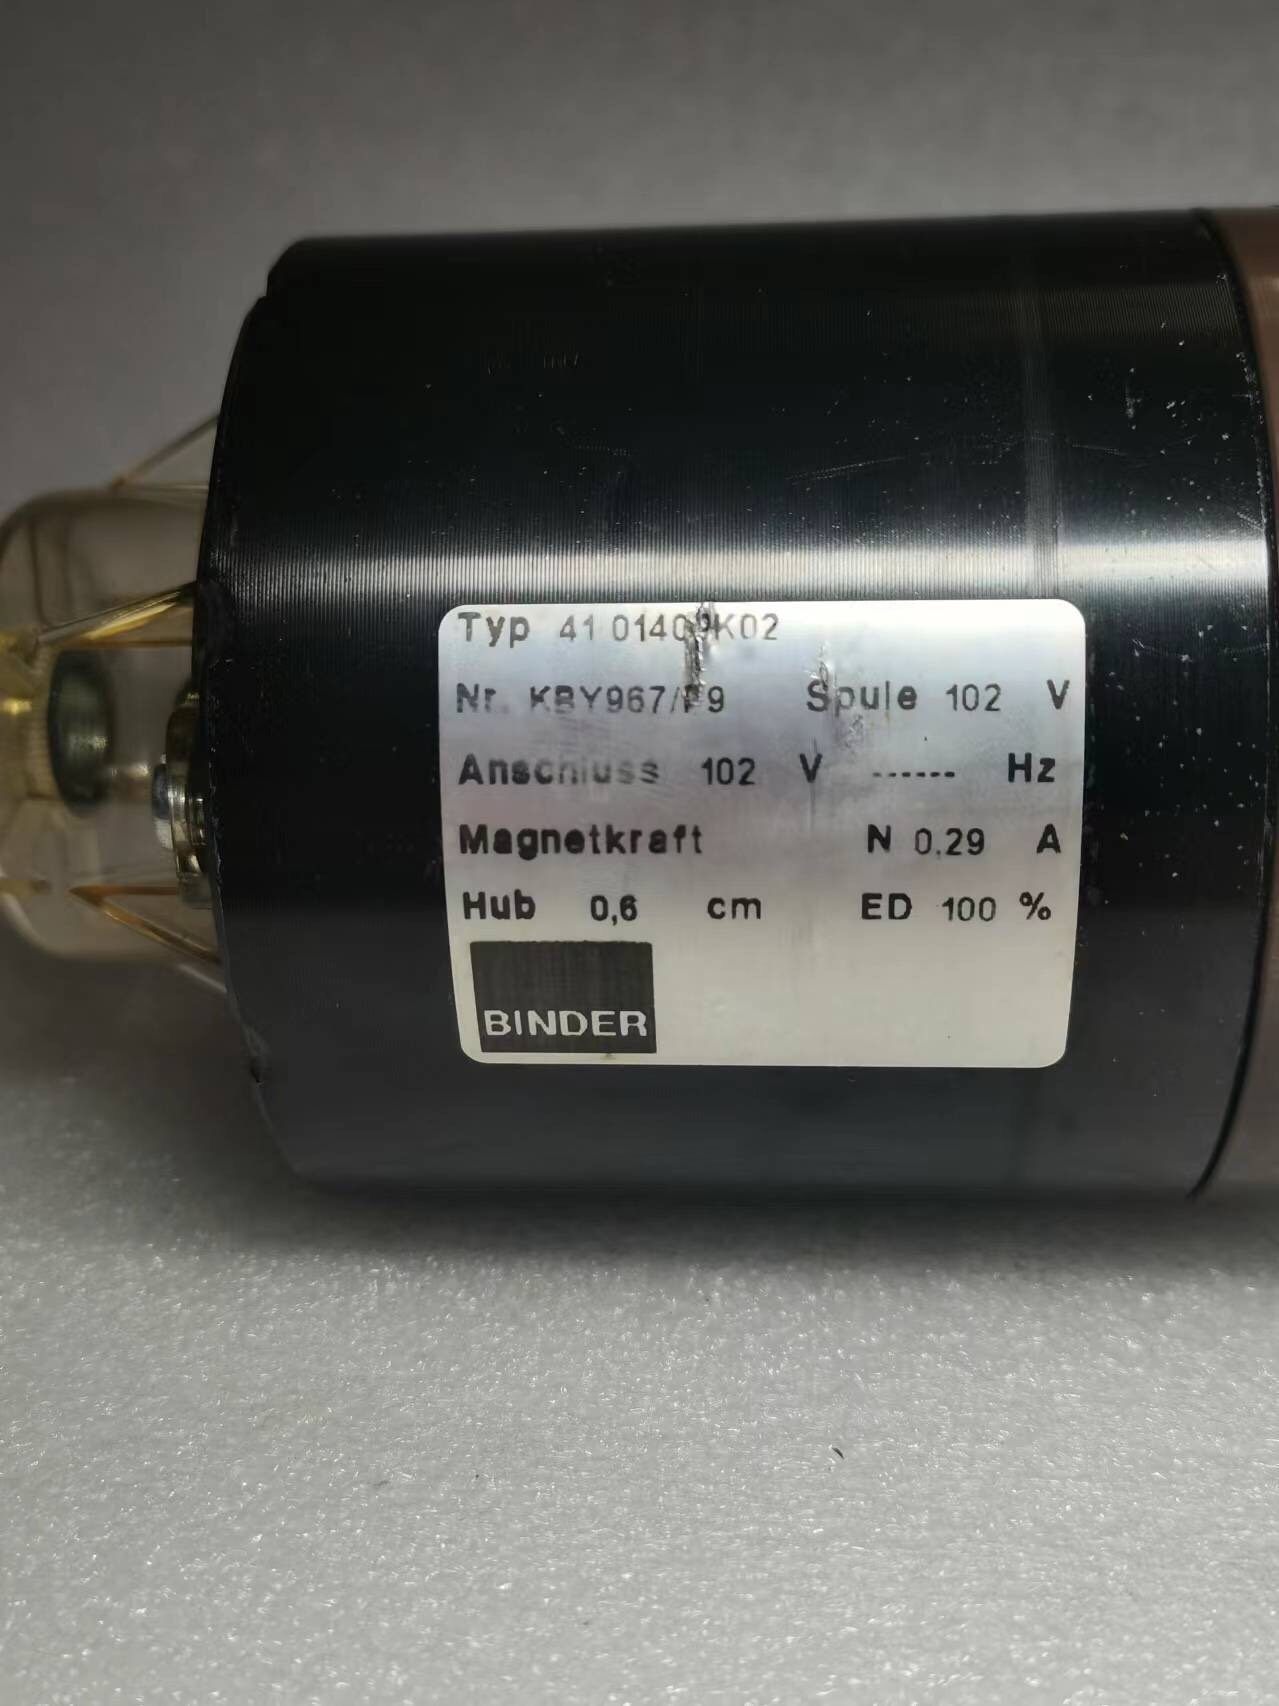 Typ 41 01409K02
Nr. KBY967/F9 Spule 102 V
Anschluss 102 V ------ Hz
Magnetkraft N 0.29 A
Hub 0,6 cm ED 100 %
BINDER